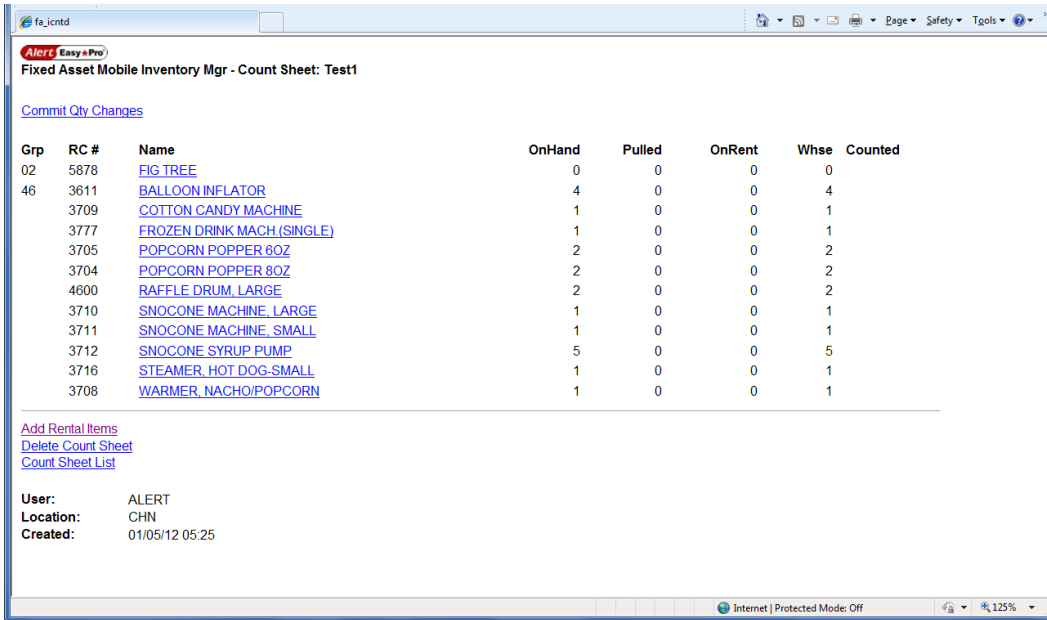 fa_icntd
Page Safety Tools
Alert Easy★Pro
Fixed Asset Mobile Inventory Mgr - Count Sheet: Test1
Commit Qty Changes
Grp RC # Name OnHand Pulled OnRent Whse Counted
02 5878 FIG TREE 0 0 0 0
46 3611 BALLOON INFLATOR 4 0 0 4
3709 COTTON CANDY MACHINE 1 0 0 1
3777 FROZEN DRINK MACH.(SINGLE) 1 0 0 1
3705 POPCORN POPPER 6OZ 2 0 0 2
3704 POPCORN POPPER 8OZ 2 0 0 2
4600 RAFFLE DRUM, LARGE 2 0 0 2
3710 SNOCONE MACHINE, LARGE 1 0 0 1
3711 SNOCONE MACHINE, SMALL 1 0 0 1
3712 SNOCONE SYRUP PUMP 5 0 0 5
3716 STEAMER, HOT DOG-SMALL 1 0 0 1
3708 WARMER, NACHO/POPCORN 1 0 0 1
Add Rental Items
Delete Count Sheet
Count Sheet List
User: ALERT
Location: CHN
Created: 01/05/12 05:25
Internet | Protected Mode: Off 125%